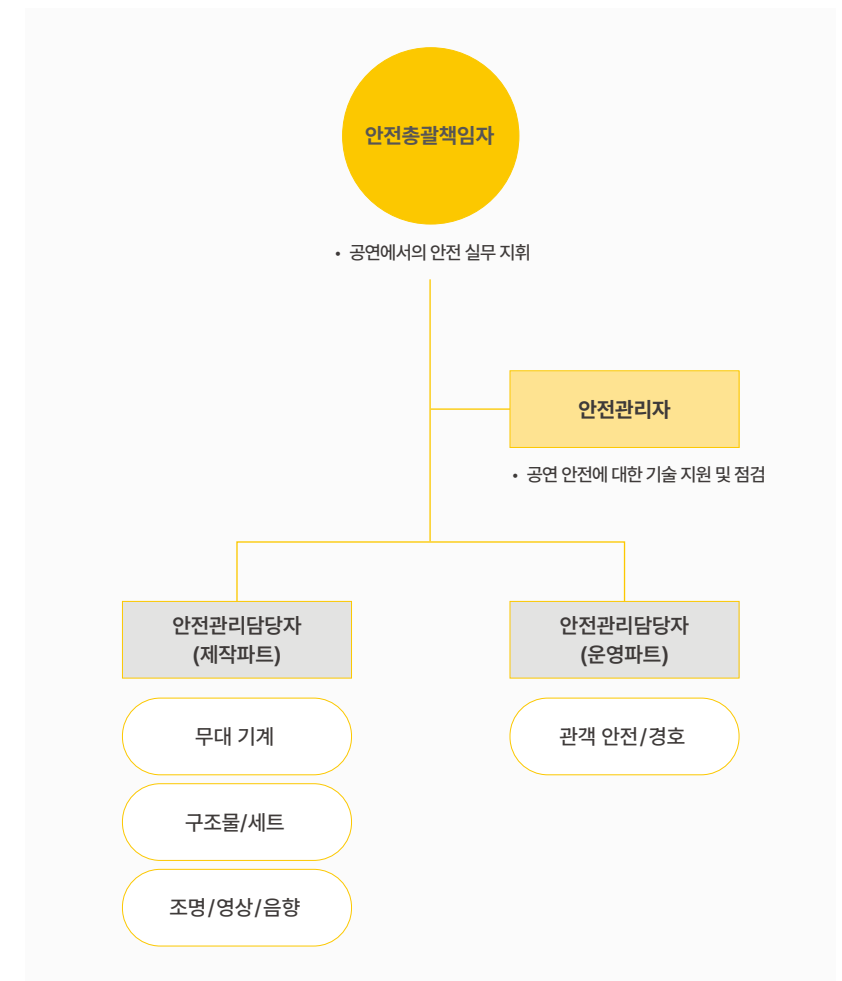 안전총괄책임자
• 공연에서의 안전 실무 지휘
안전관리자
• 공연 안전에 대한 기술 지원 및 점검
안전관리담당자
(제작파트)
무대 기계
구조물/세트
조명/영상/음향
안전관리담당자
(운영파트)
관객 안전/경호